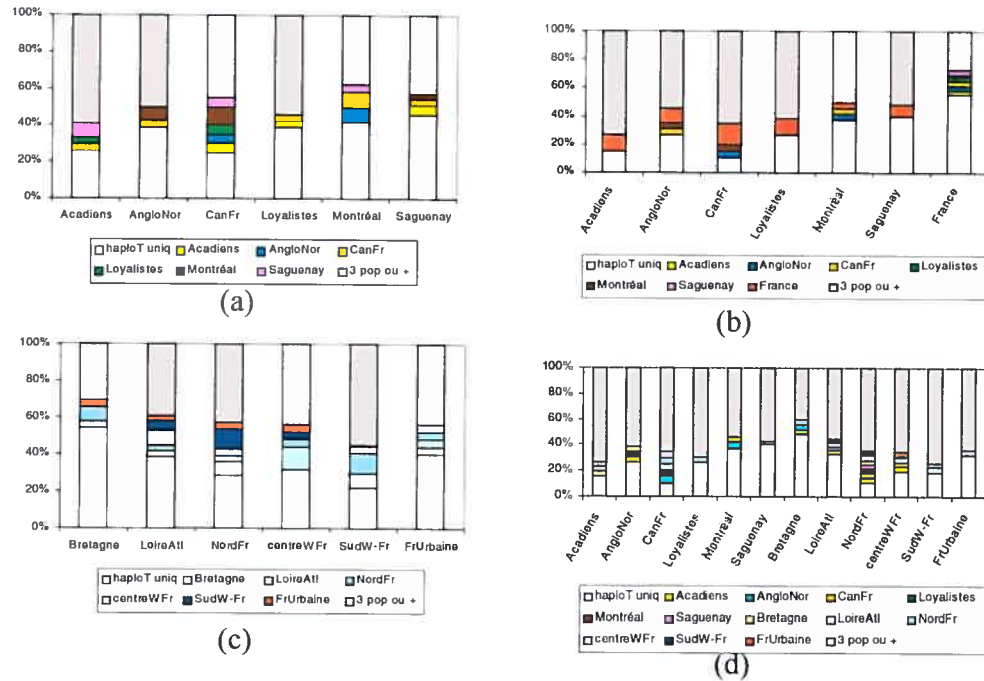 100%
80%
60%
40%
20%
0%
Acadiens AngloNor CanFr Loyalistes Montréal Saguenay
haploT uniq Acadiens AngloNor CanFr
Loyalistes Montréal Saguenay 3 pop ou +
(a)
100%
80%
60%
40%
20%
0%
Acadiens AngloNor CanFr Loyalistes Montréal Saguenay France
haploT uniq Acadiens AngloNor CanFr Loyalistes
Montréal Saguenay France 3 pop ou +
(b)
100%
80%
60%
40%
20%
0%
Bretagne LoireAtl NordFr centreWFr SudW-Fr FrUrbaine
haploT uniq Bretagne LoireAtl NordFr
centreWFr SudW-Fr FrUrbaine 3 pop ou +
(c)
100%
80%
60%
40%
20%
0%
Acadiens AngloNor CanFr Loyalistes Montréal Saguenay Bretagne LoireAtl NordFr centreWFr SudW-Fr FrUrbaine
haploT uniq Acadiens AngloNor CanFr Loyalistes
Montréal Saguenay Bretagne LoireAtl NordFr
centreWFr SudW-Fr FrUrbaine 3 pop ou +
(d)